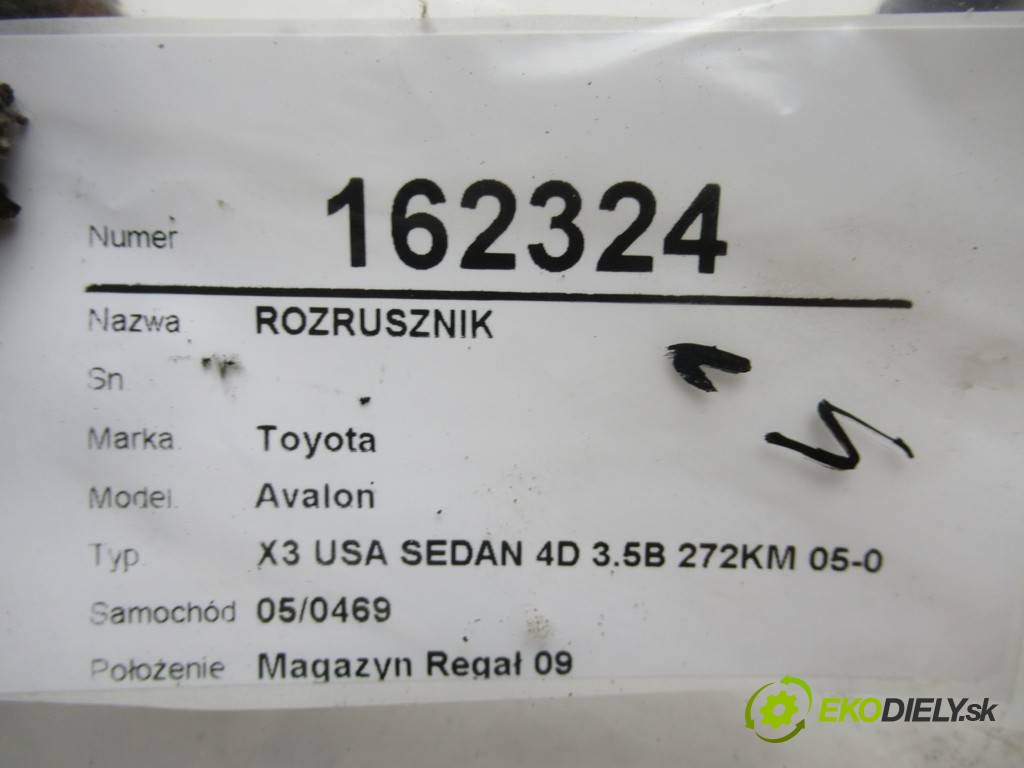 Numer 162324
Nazwa ROZRUSZNIK
Sn
Marka Toyota
Model Avalon
Typ X3 USA SEDAN 4D 3.5B 272KM 05-0
Samochód 05/0469
Położenie Magazyn Regał 09
EKODIELY.sk